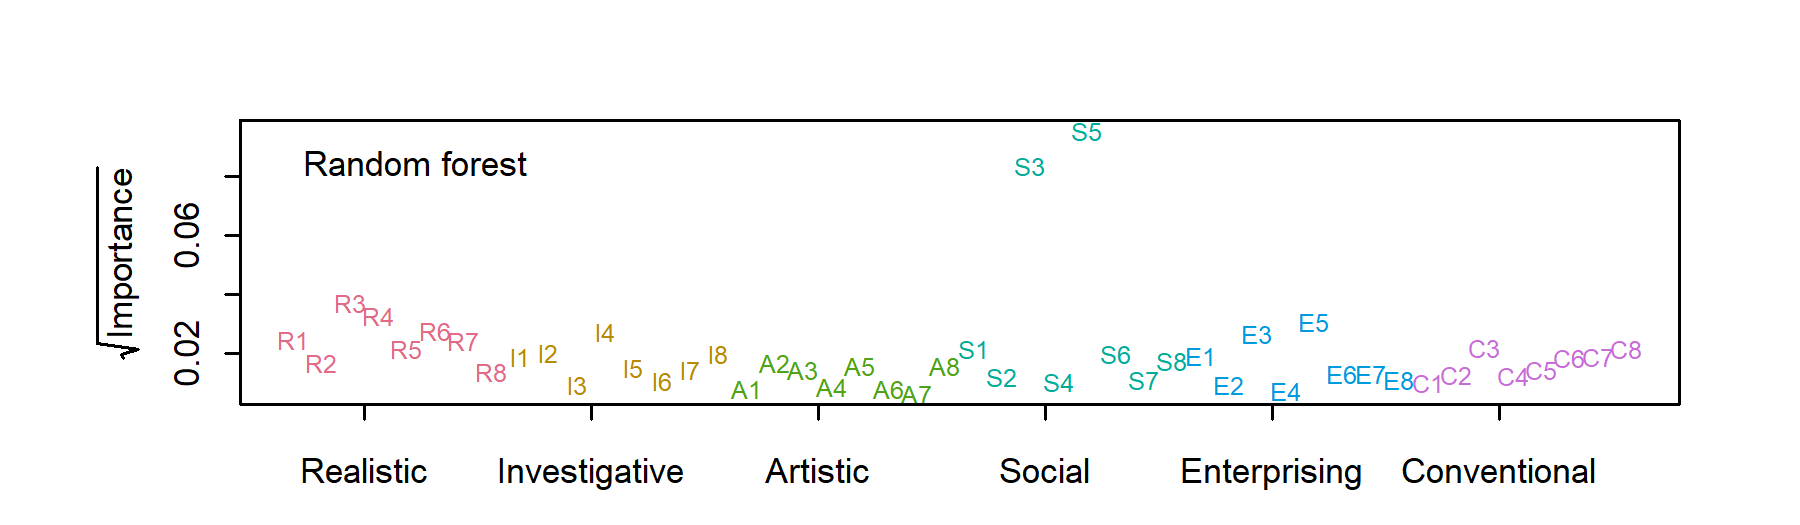 Random forest
√Importance
0.06
0.02
S5
S3
R3
R4
R1
R6
R7
R5
R2
R8
I1
I2
I3
I4
I5
I6
I7
I8
A1
A2
A3
A4
A5
A6
A7
A8
S1
S2
S4
S6
S7
S8
E1
E2
E3
E4
E5
E6
E7
E8
C1
C2
C3
C4
C5
C6
C7
C8
Realistic Investigative Artistic Social Enterprising Conventional